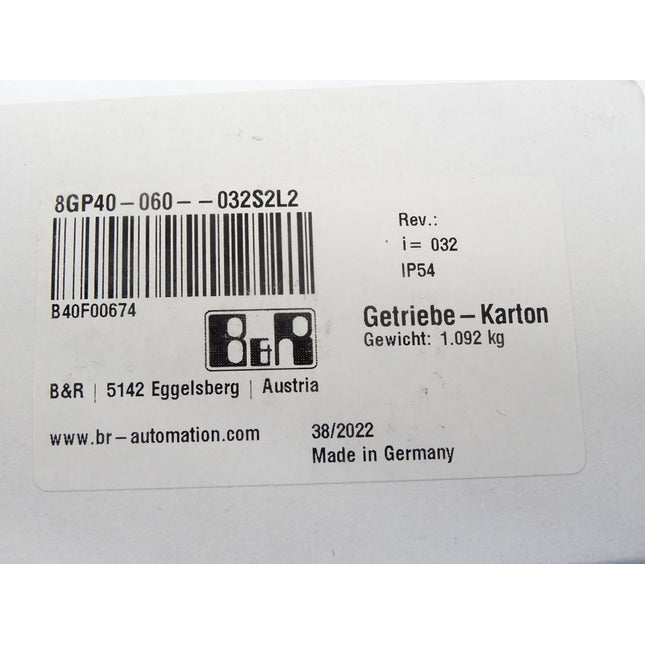 8GP40-060--032S2L2
B40F00674
B&R
B&R | 5142 Eggelsberg | Austria
www.br-automation.com
Rev.:
i= 032
IP54
Getriebe-Karton
Gewicht: 1.092 kg
38/2022
Made in Germany